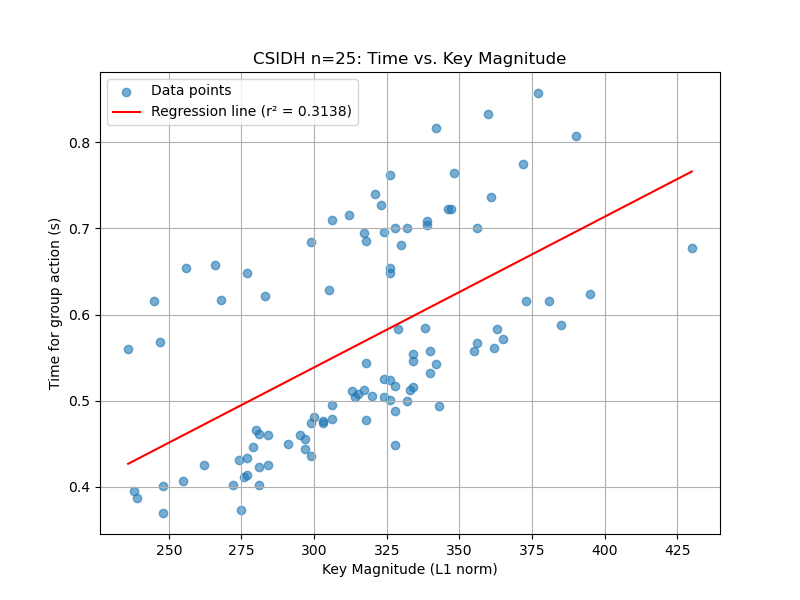 CSIDH n=25: Time vs. Key Magnitude
Data points
Regression line (r² = 0.3138)
Time for group action (s)
0.8
0.7
0.6
0.5
0.4
250 275 300 325 350 375 400 425
Key Magnitude (L1 norm)